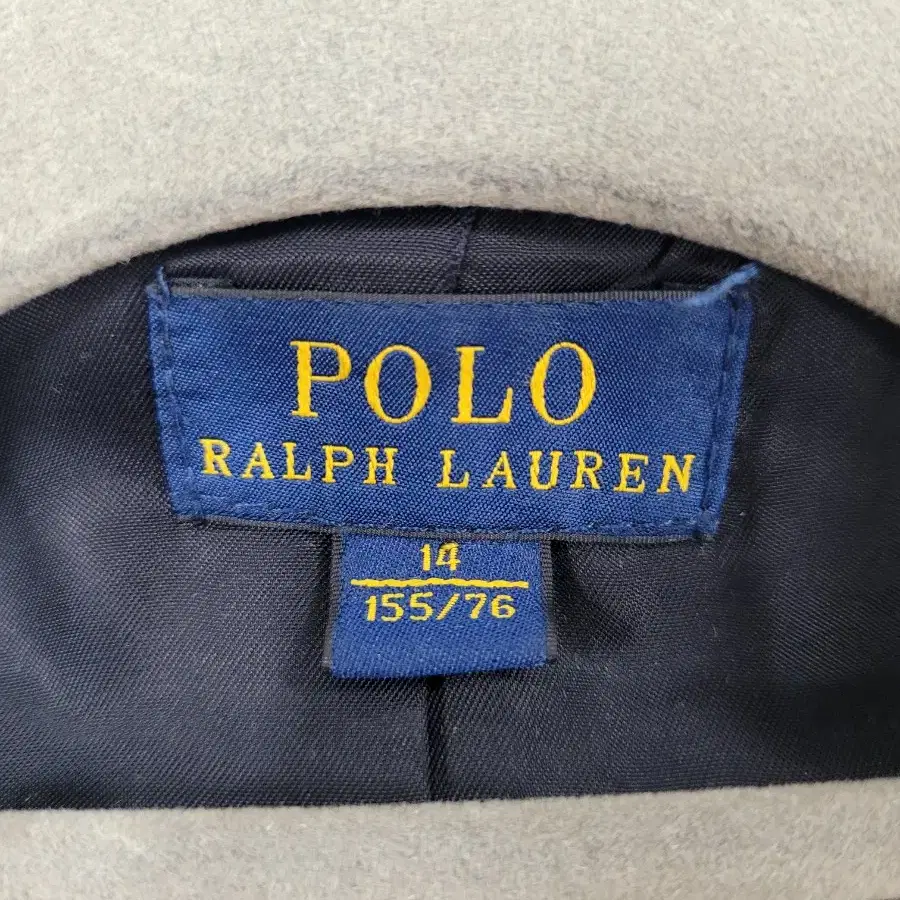 POLO
RALPH LAUREN
14
155/76